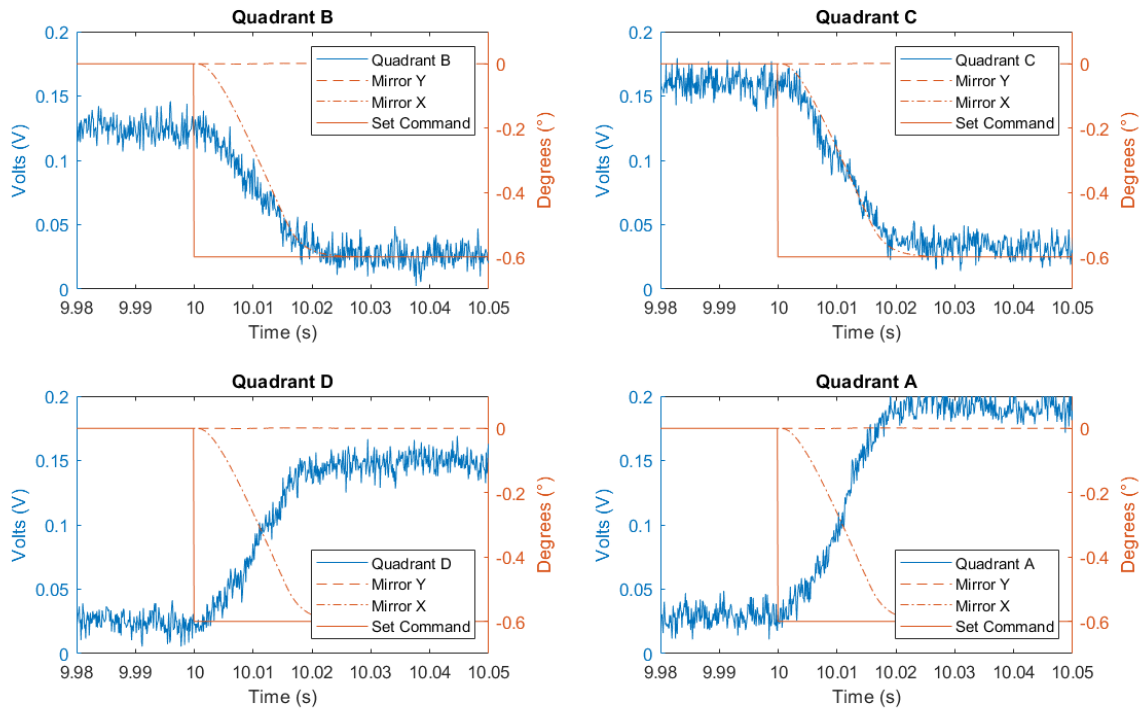 Quadrant B
Volts (V)
0.2
0.15
0.1
0.05
0
Quadrant B
Mirror Y
Mirror X
Set Command
0
-0.2
-0.4
-0.6
Degrees (°)
9.98 9.99 10 10.01 10.02 10.03 10.04 10.05
Time (s)
Quadrant C
Volts (V)
0.2
0.15
0.1
0.05
0
Quadrant C
Mirror Y
Mirror X
Set Command
0
-0.2
-0.4
-0.6
Degrees (°)
9.98 9.99 10 10.01 10.02 10.03 10.04 10.05
Time (s)
Quadrant D
Volts (V)
0.2
0.15
0.1
0.05
0
Quadrant D
Mirror Y
Mirror X
Set Command
0
-0.2
-0.4
-0.6
Degrees (°)
9.98 9.99 10 10.01 10.02 10.03 10.04 10.05
Time (s)
Quadrant A
Volts (V)
0.2
0.15
0.1
0.05
0
Quadrant A
Mirror Y
Mirror X
Set Command
0
-0.2
-0.4
-0.6
Degrees (°)
9.98 9.99 10 10.01 10.02 10.03 10.04 10.05
Time (s)